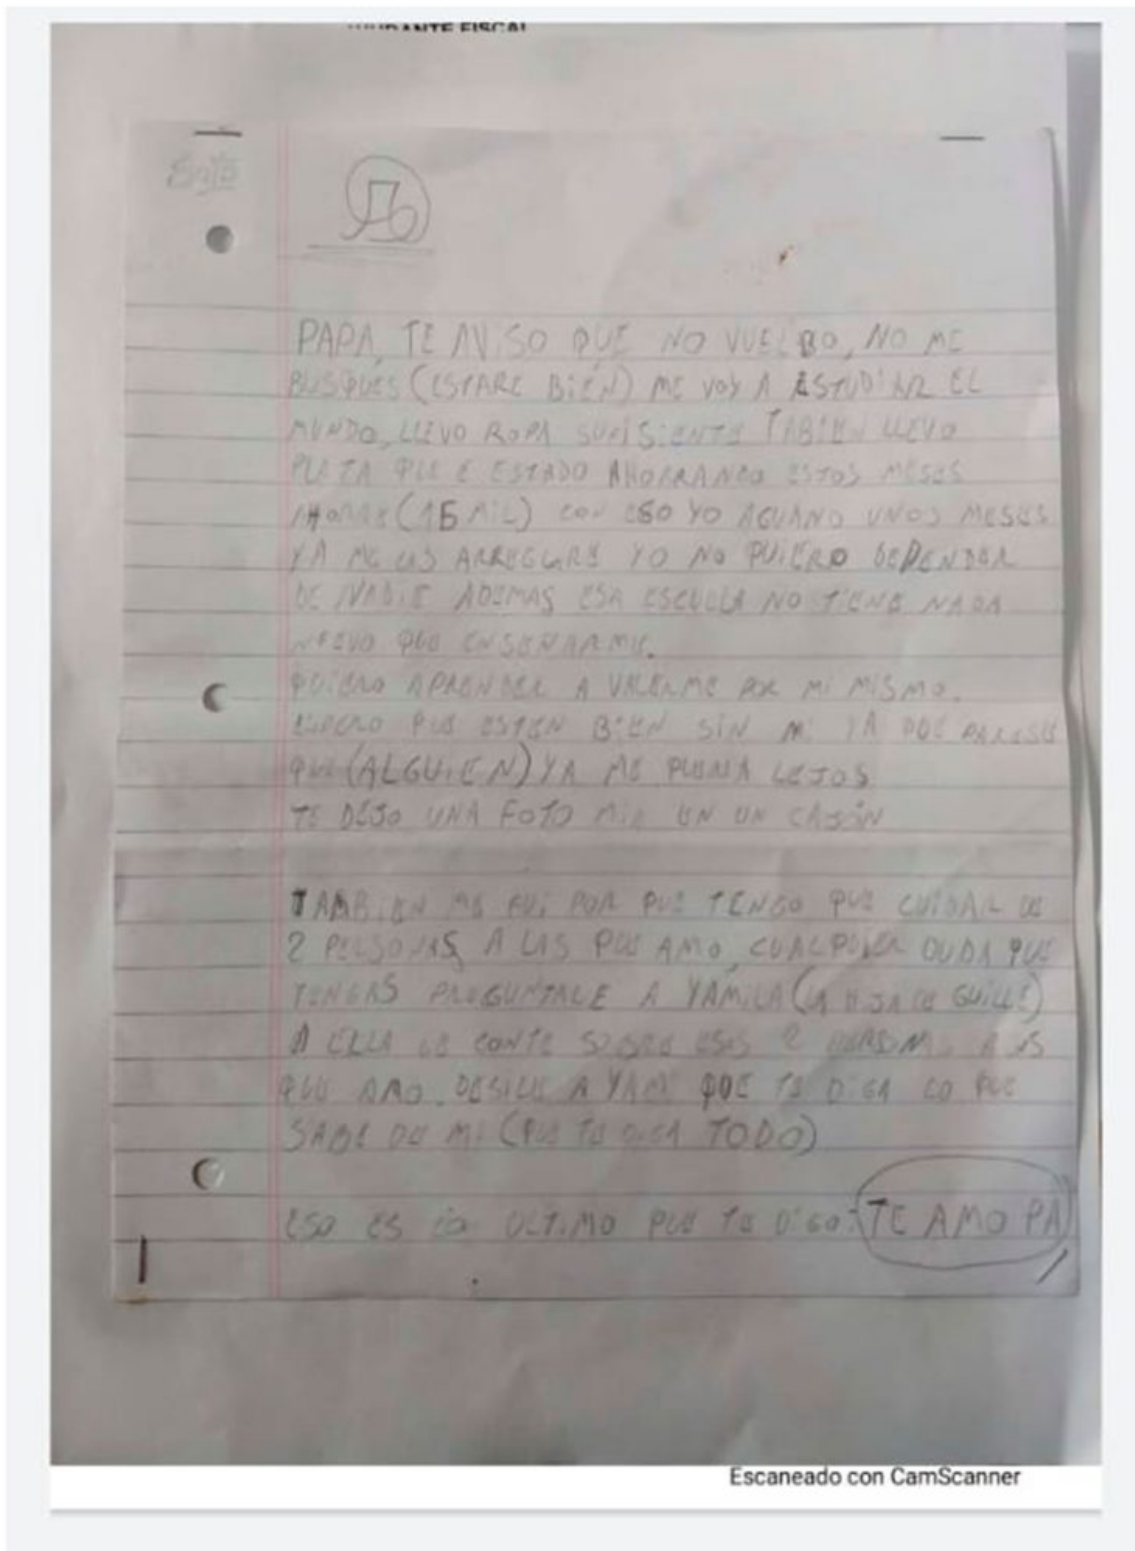 AYUDANTE FISCAL
PAPA, TE AVISO QUE NO VUELBO, NO ME
BUSQUES (ESTARE BIEN) ME VOY A ESTUDIAR EL
MUNDO, LLEVO ROPA SUFISIENTE TABIEN LLEVO
PLATA QUE E ESTADO AHORRANDO ESTOS MESES
AHORRE (15 MIL) CON ESO YO AGUANO UNOS MESES
YA ME LAS ARREGLARE YO NO QUIERO DEPENDER
DE NADIE ADEMAS ESA ESCUELA NO TIENE NADA
NUEVO QUE ENSEÑARME.
QUIERO APRENDER A VALERME POR MI MISMO.
ESPERO QUE ESTEN BIEN SIN MI YA QUE PARESE
QUE (ALGUIEN) YA ME QUERIA LEJOS
TE DEJO UNA FOTO MIA EN UN CAJÓN
TAMBIEN ME FUI POR QUE TENGO QUE CUIDAR DE
2 PERSONAS A LAS QUE AMO, CUALQUIER DUDA QUE
TENGAS PREGUNTALE A YAMILA (LA HIJA DE GUILLE)
A ELLA LE CONTE SOBRE ESAS 2 PERSONAS A LAS
QUE AMO. DESILE A YAMI QUE TE DIGA LO QUE
SABE DE MI (QUE TE DIGA TODO)
ESO ES LO ULTIMO QUE TE DIGO: TE AMO PA
Escaneado con CamScanner